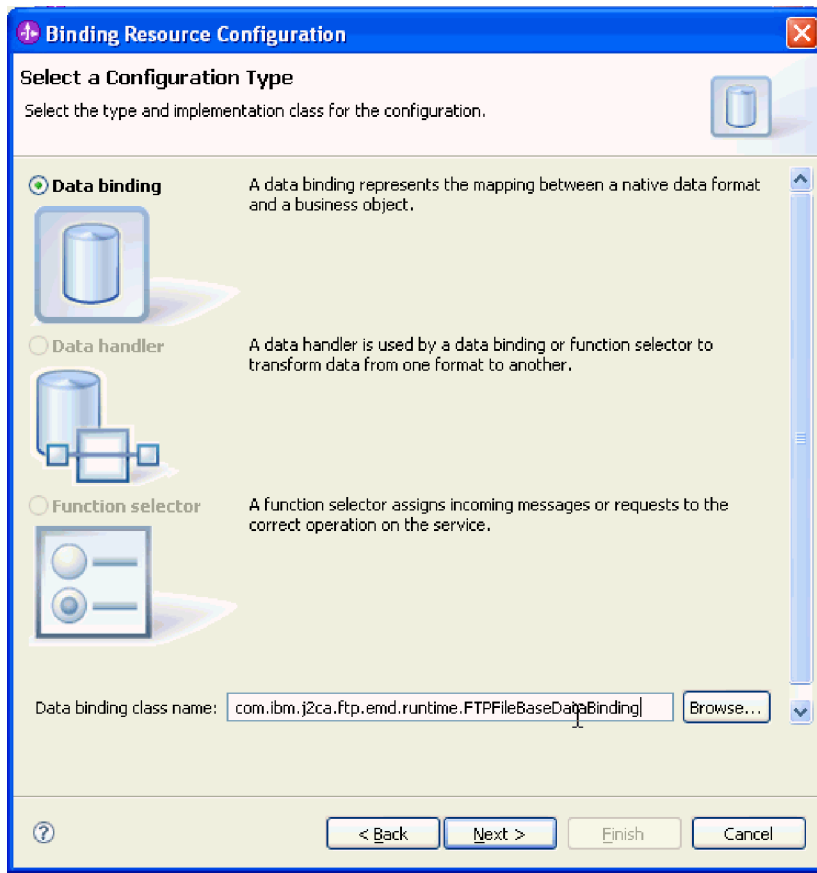 Binding Resource Configuration
Select a Configuration Type
Select the type and implementation class for the configuration.
Data binding
A data binding represents the mapping between a native data format
and a business object.
Data handler
A data handler is used by a data binding or function selector to
transform data from one format to another.
Function selector
A function selector assigns incoming messages or requests to the
correct operation on the service.
Data binding class name: com.ibm.j2ca.ftp.emd.runtime.FTPFileBaseDataBinding Browse...
? < Back Next > Finish Cancel